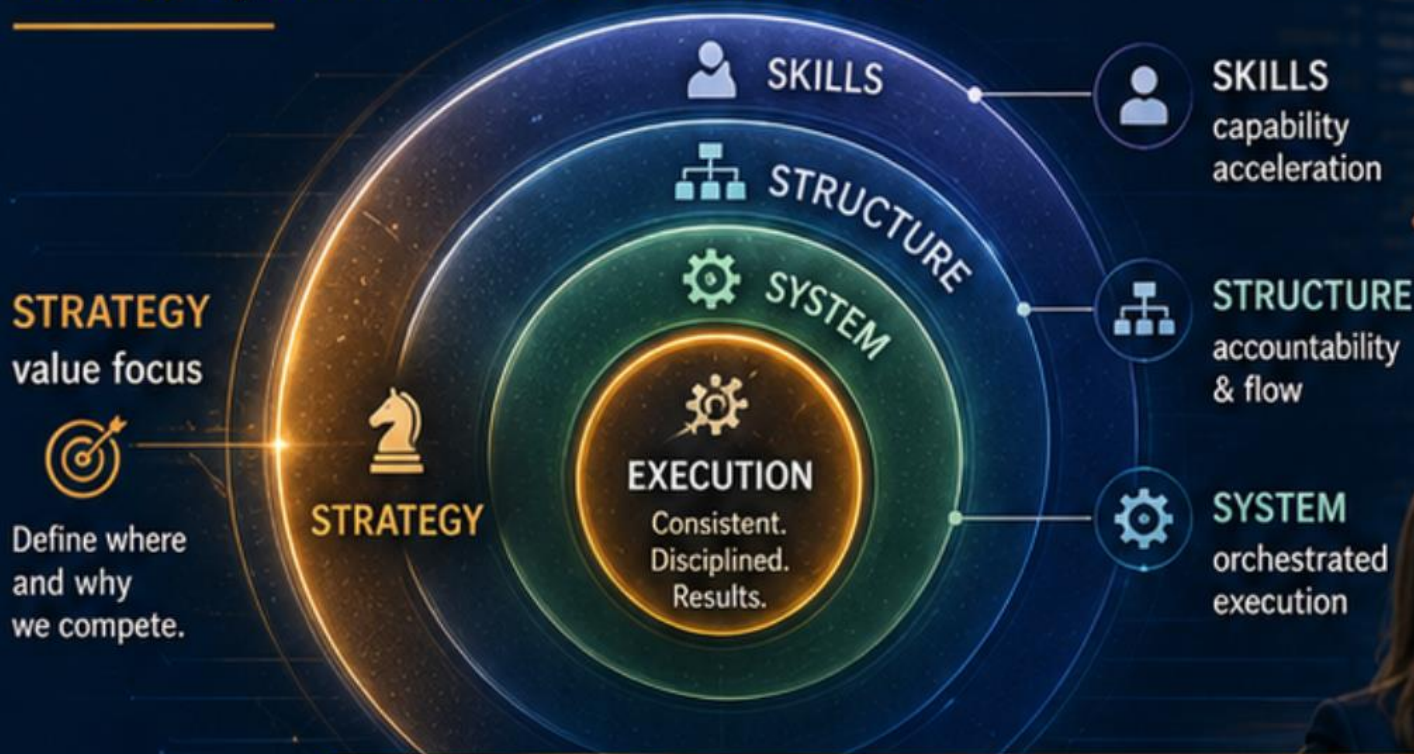 STRATEGY
value focus
Define where
and why
we compete.
SKILLS
STRUCTURE
SYSTEM
STRATEGY
EXECUTION
Consistent.
Disciplined.
Results.
SKILLS
capability
acceleration
STRUCTURE
accountability
& flow
SYSTEM
orchestrated
execution